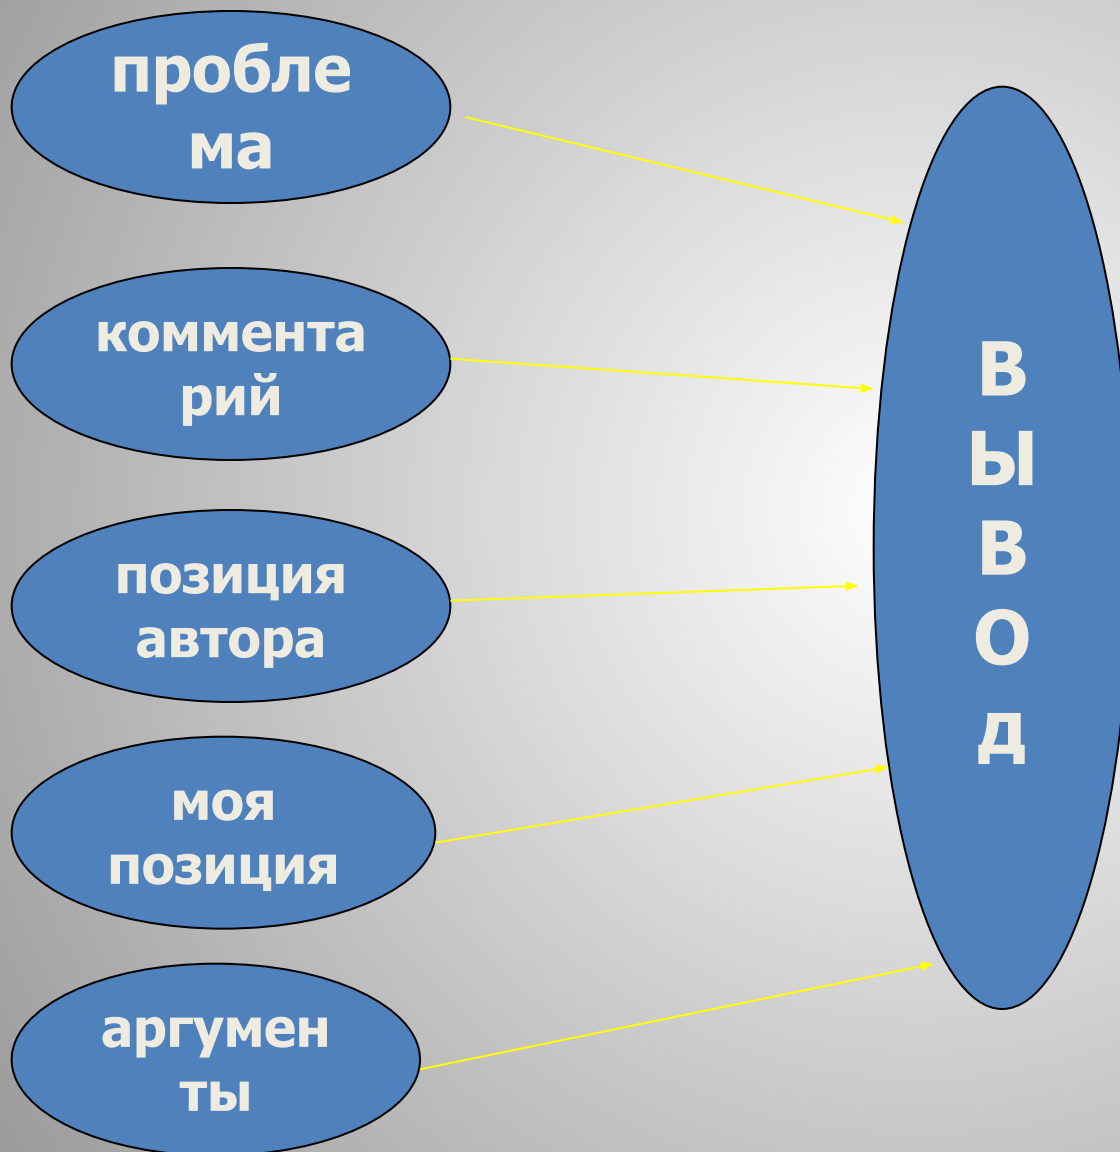 пробле
ма
коммента
рий
позиция
автора
моя
позиция
аргумен
ты
В
Ы
В
О
д